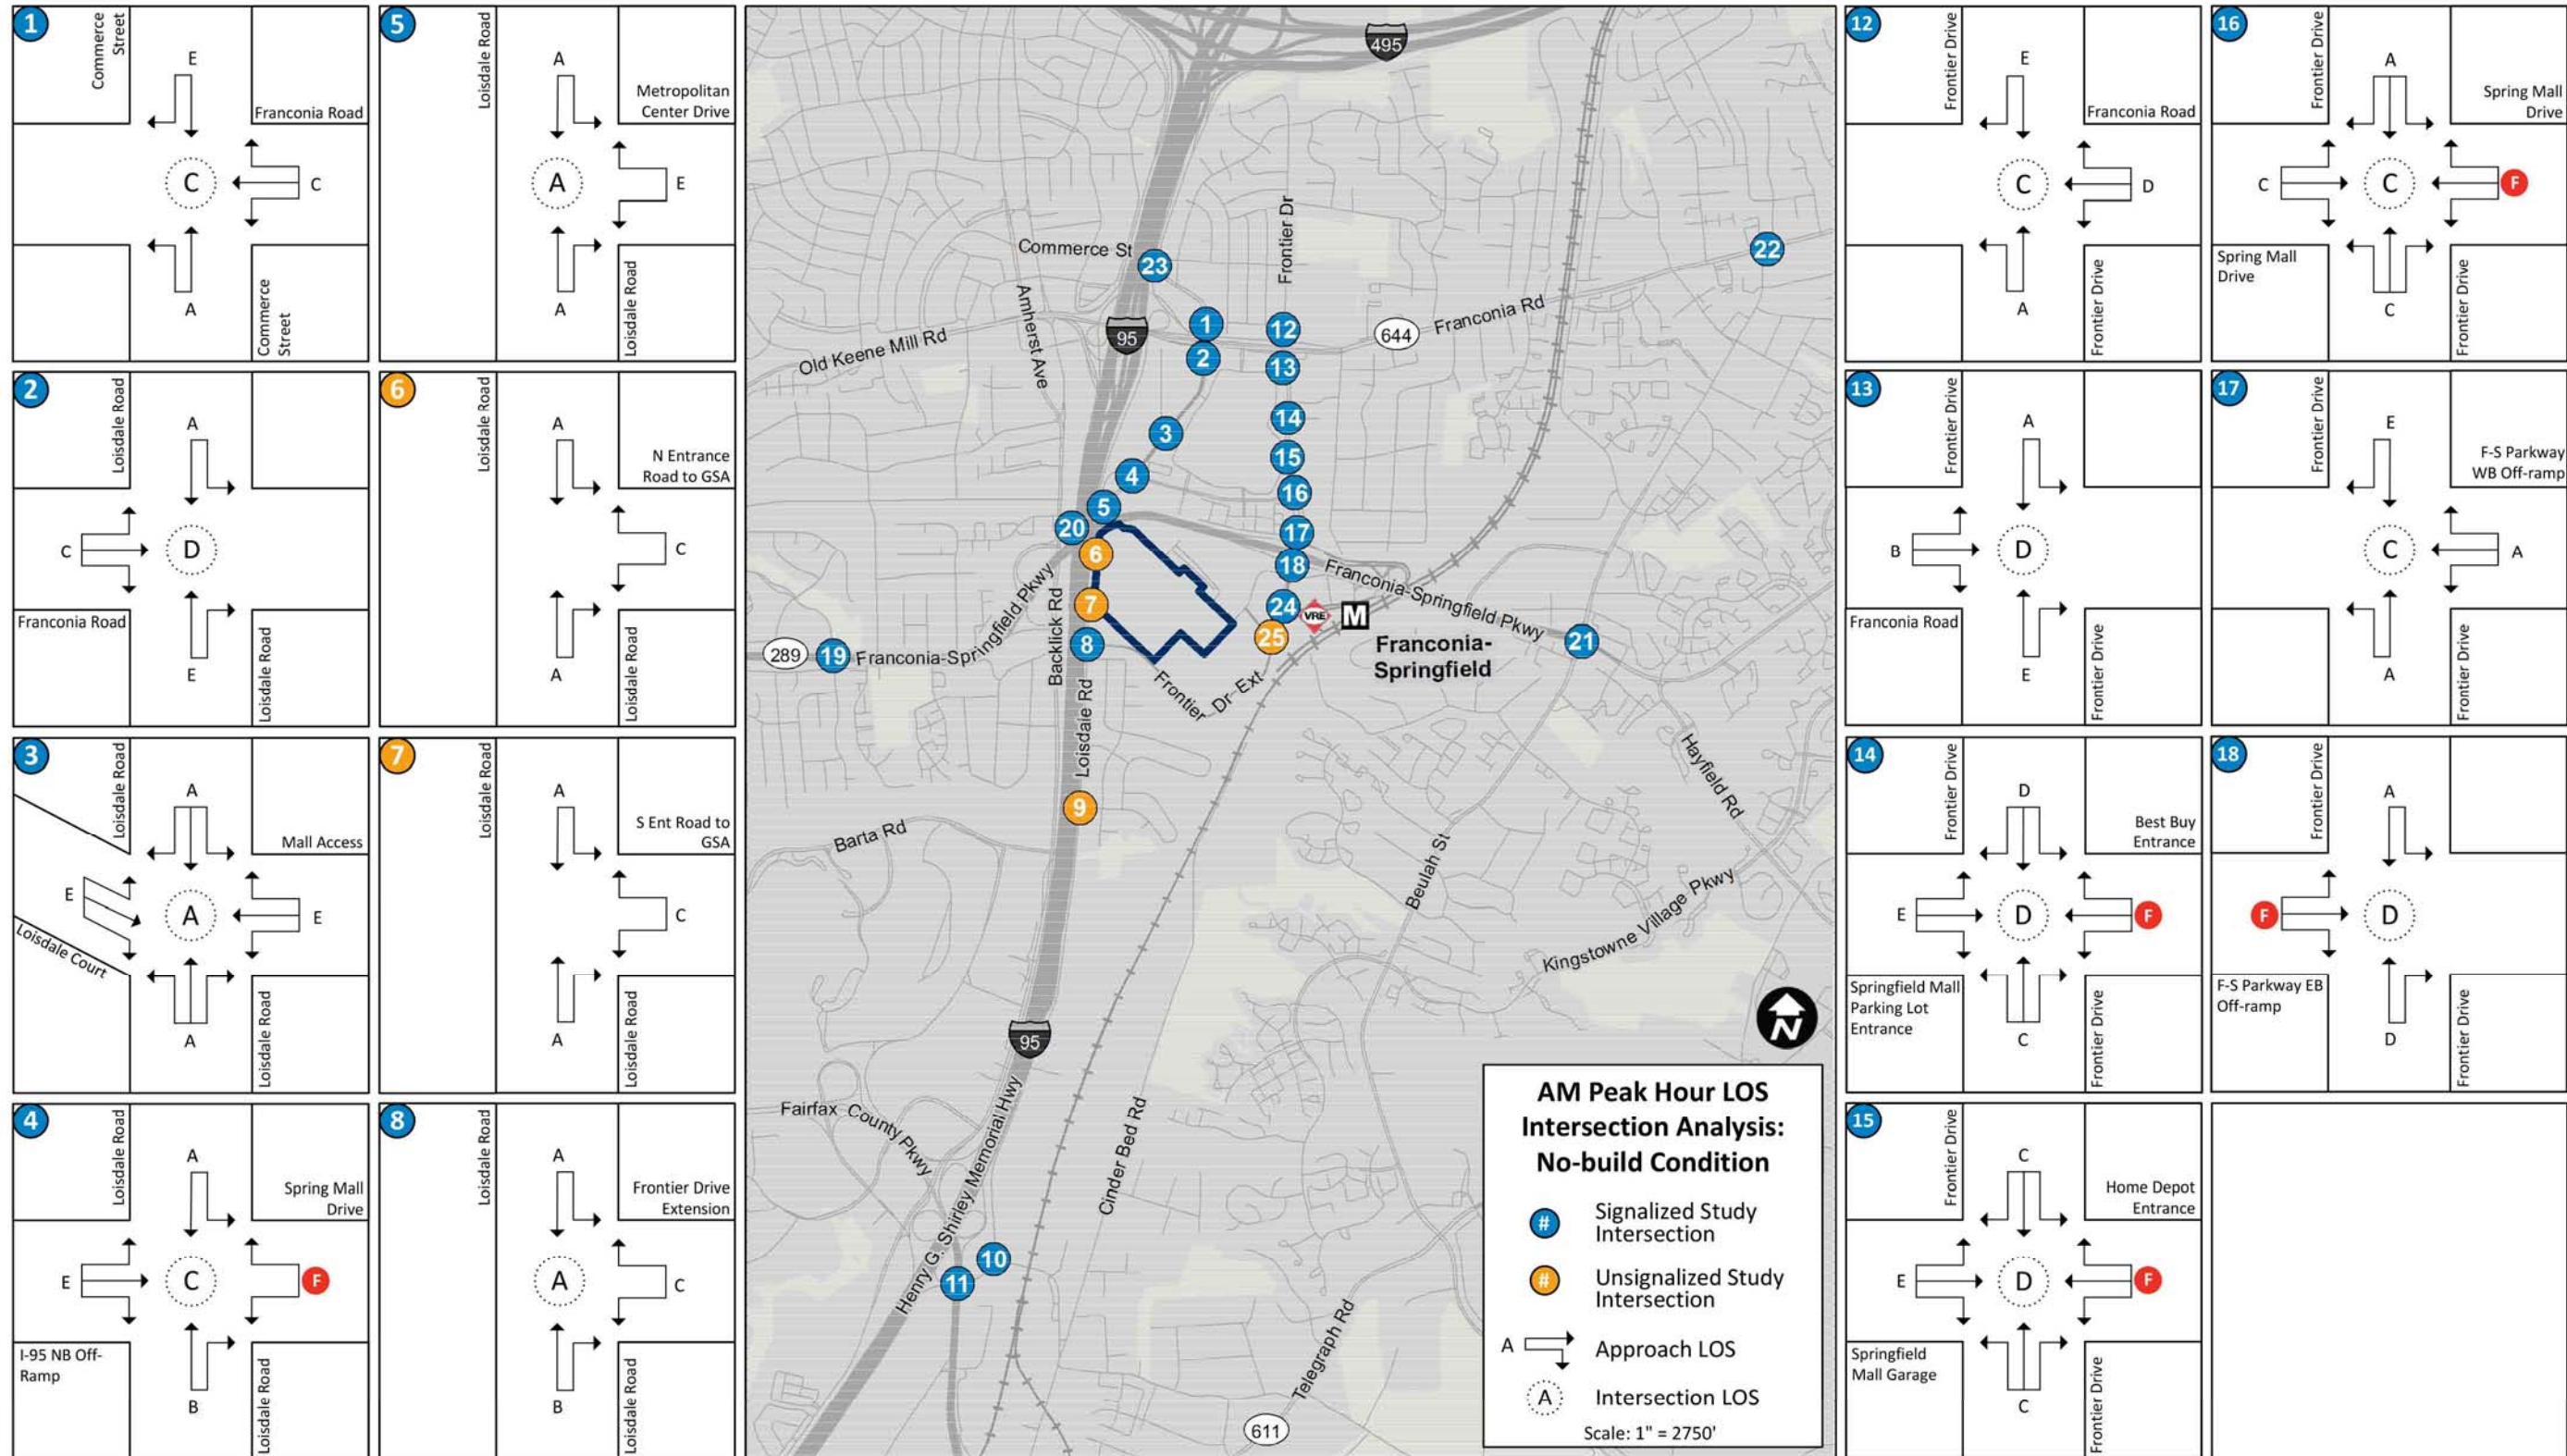 1
Commerce
Street
E
Franconia Road
C
C
A
Commerce
Street
2
Loisdale Road
A
C
D
Franconia Road
E
Loisdale Road
3
Loisdale Road
A
Mall Access
E
A
E
Loisdale Court
A
Loisdale Road
4
Loisdale Road
A
Spring Mall
Drive
E
C
F
I-95 NB Off-
Ramp
B
Loisdale Road
5
Loisdale Road
A
Metropolitan
Center Drive
A
E
A
Loisdale Road
6
Loisdale Road
A
N Entrance
Road to GSA
C
A
Loisdale Road
7
Loisdale Road
A
S Ent Road to
GSA
C
A
Loisdale Road
8
Loisdale Road
A
Frontier Drive
Extension
A
C
B
Loisdale Road
495
Commerce St
23
Frontier Dr
22
Amherst Ave
1
12
95
644
Franconia Rd
Old Keene Mill Rd
2
13
14
3
15
4
16
5
20
17
6
18
Franconia-Springfield Pkwy
7
24
VRE
M
25
8
21
289
19
Franconia-Springfield Pkwy
Backlick Rd
Franconia-
Springfield
Frontier Dr Ext
Loisdale Rd
Hayfield Rd
9
Barta Rd
Beulah St
Kingstowne Village Pkwy
95
N
Fairfax County Pkwy
Henry G. Shirley Memorial Hwy
Cinder Bed Rd
10
11
Telegraph Rd
611
AM Peak Hour LOS
Intersection Analysis:
No-build Condition
# Signalized Study
Intersection
# Unsignalized Study
Intersection
A Approach LOS
A Intersection LOS
Scale: 1" = 2750'
12
Frontier Drive
E
Franconia Road
C
D
A
Frontier Drive
13
Frontier Drive
A
B
D
Franconia Road
E
Frontier Drive
14
Frontier Drive
D
Best Buy
Entrance
E
D
F
Springfield Mall
Parking Lot
Entrance
C
Frontier Drive
15
Frontier Drive
C
Home Depot
Entrance
E
D
F
Springfield
Mall Garage
C
Frontier Drive
16
Frontier Drive
A
Spring Mall
Drive
C
C
F
Spring Mall
Drive
C
Frontier Drive
17
Frontier Drive
E
F-S Parkway
WB Off-ramp
C
A
A
Frontier Drive
18
Frontier Drive
A
F
D
F-S Parkway EB
Off-ramp
D
Frontier Drive